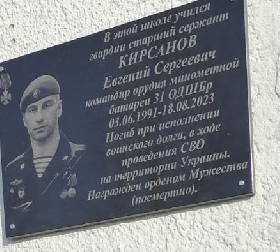 В этой школе учился
гвардии старший сержант
КИРСАНОВ
Евгений Сергеевич
командир орудия минометной
батареи 31 ОДШБр
05.06.1991-18.08.2023
Погиб при исполнении
воинского долга, в ходе
проведения СВО
на территории Украины.
Награжден орденом Мужества
(посмертно).